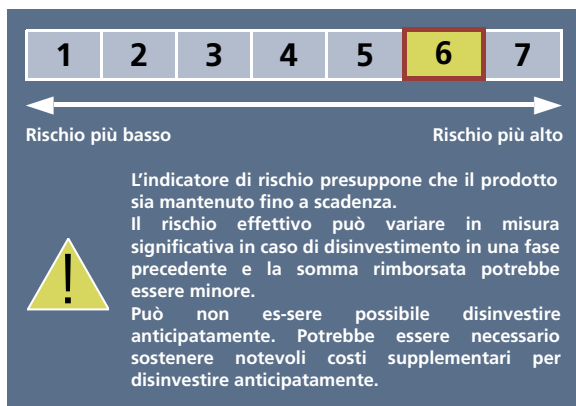 1 2 3 4 5 6 7
Rischio più basso Rischio più alto
L'indicatore di rischio presuppone che il prodotto
sia mantenuto fino a scadenza.
Il rischio effettivo può variare in misura
significativa in caso di disinvestimento in una fase
precedente e la somma rimborsata potrebbe
essere minore.
Può non es-sere possibile disinvestire
anticipatamente. Potrebbe essere necessario
sostenere notevoli costi supplementari per
disinvestire anticipatamente.
!